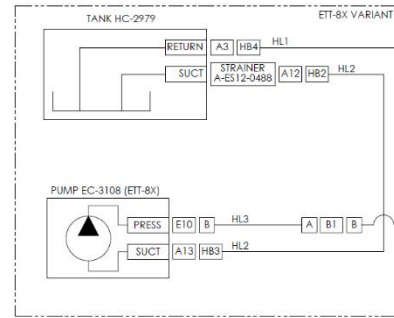 TANK HC-2979
ETT-8X VARIANT
RETURN A3 HB4 HL1
SUCT STRAINER A-ES12-0488 A12 HB2 HL2
PUMP EC-3108 (ETT-8X)
PRESS E10 B HL3 A B1 B
SUCT A13 HB3 HL2